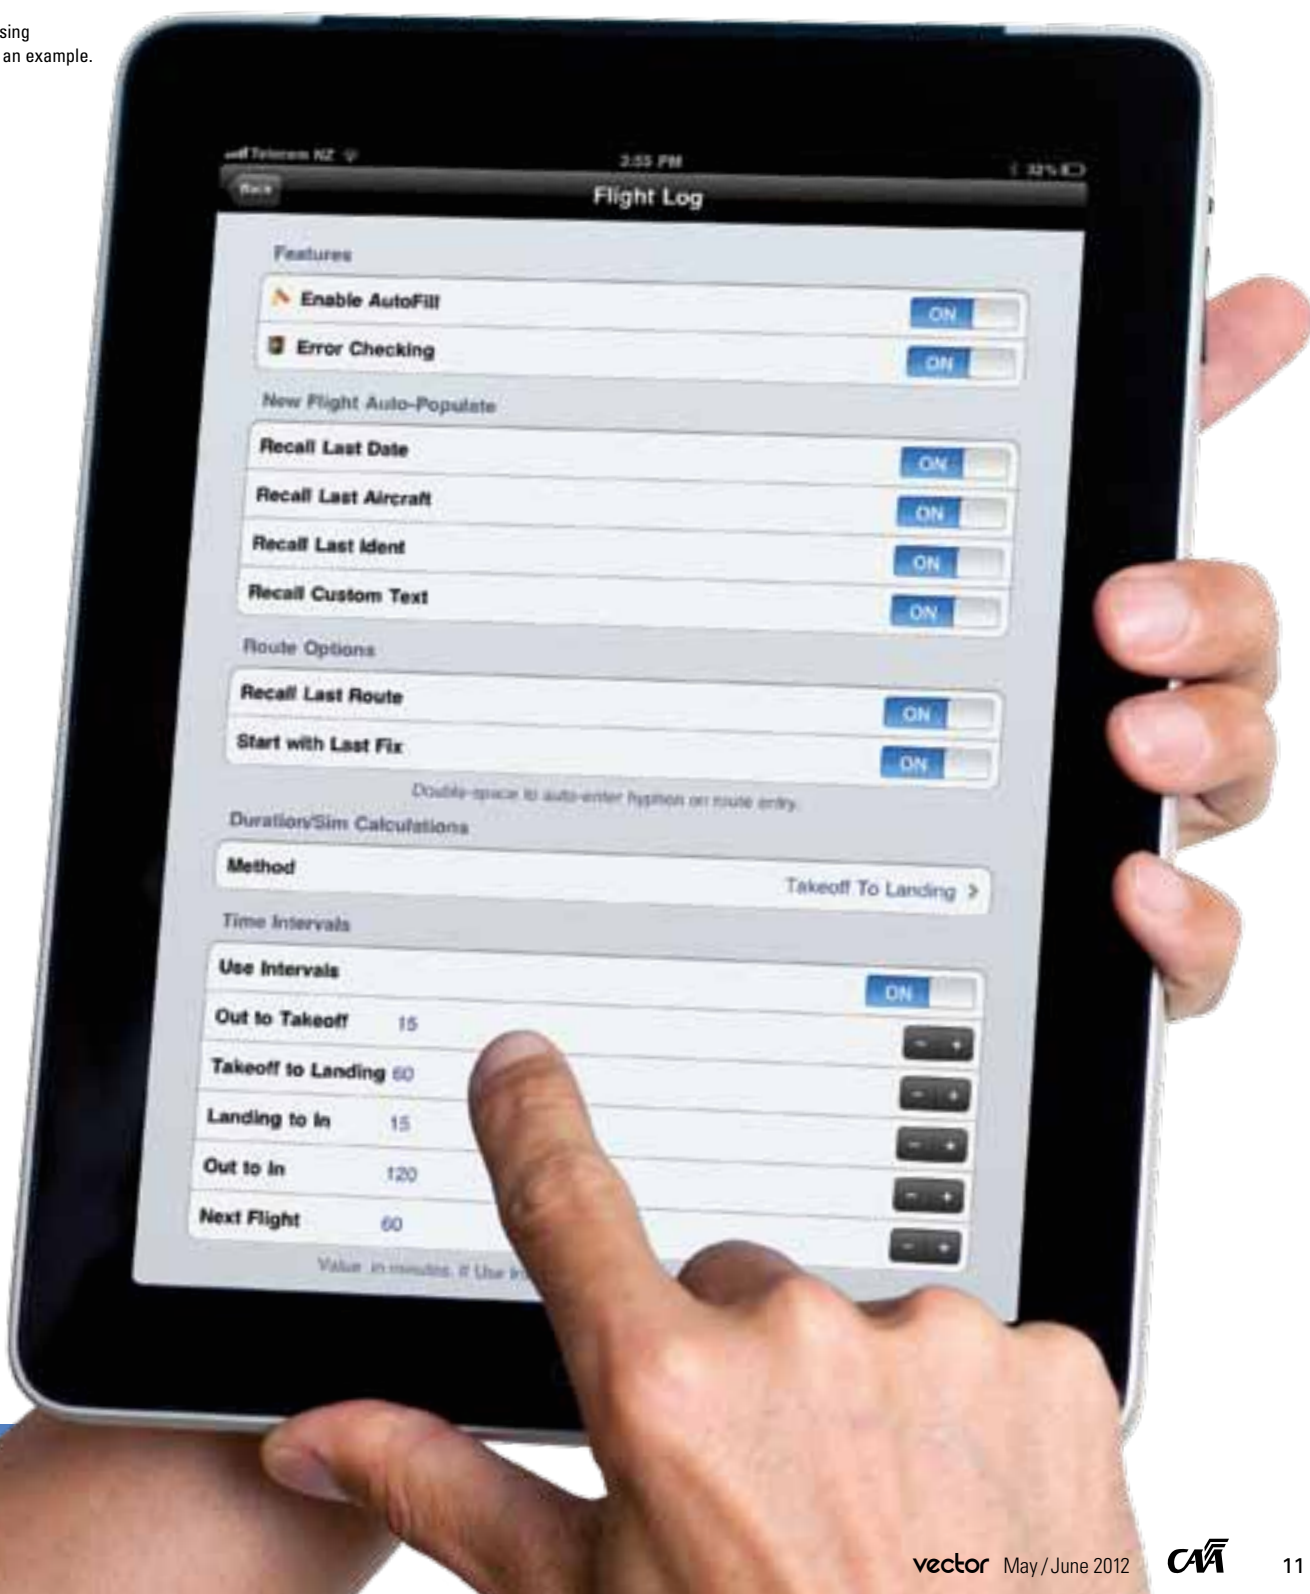 sing
an example.
Telecom NZ
3:55 PM
32%
Back
Flight Log
Features
Enable AutoFill
ON
Error Checking
ON
New Flight Auto-Populate
Recall Last Date
ON
Recall Last Aircraft
ON
Recall Last Ident
ON
Recall Custom Text
ON
Route Options
Recall Last Route
ON
Start with Last Fix
ON
Double-space to auto-enter hyphen on route entry.
Duration/Sim Calculations
Method
Takeoff To Landing >
Time Intervals
Use Intervals
ON
Out to Takeoff 15
- +
Takeoff to Landing 60
- +
Landing to In 15
- +
Out to In 120
- +
Next Flight 60
- +
in minutes. If Use
vector May / June 2012 CAA 11